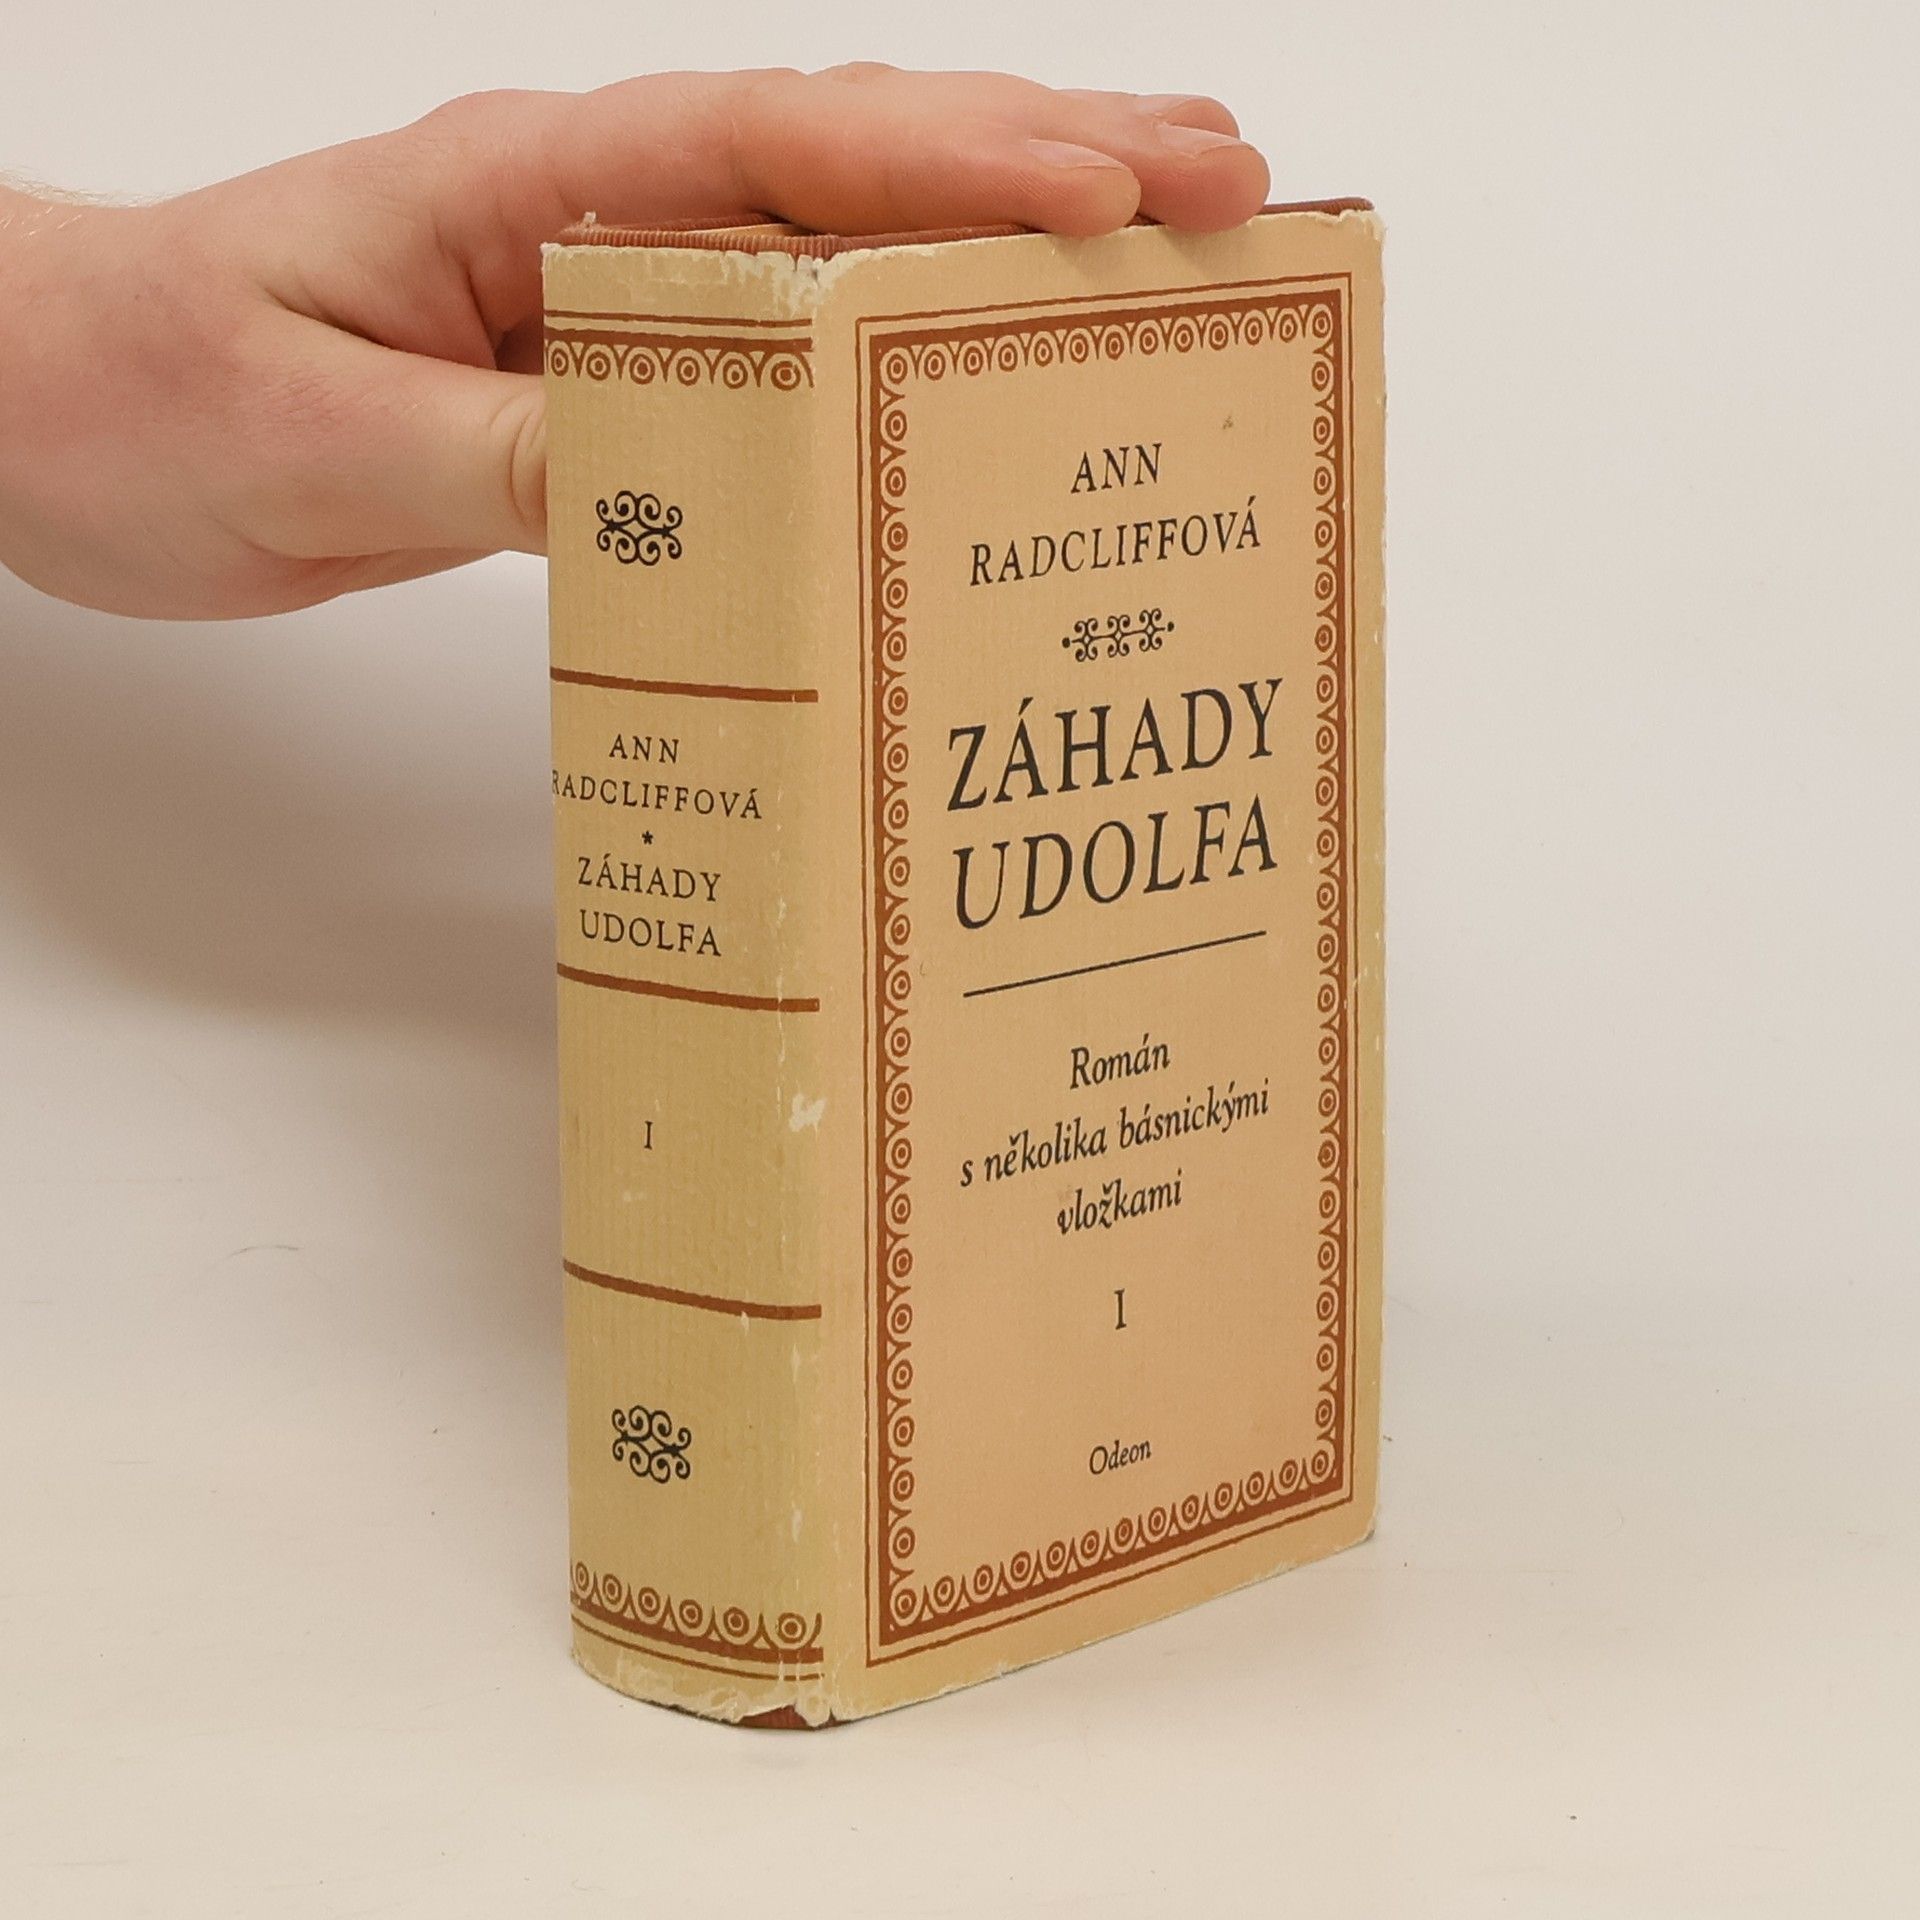 ANN
RADCLIFFOVÁ
*
ZÁHADY
UDOLFA
I
ANN
RADCLIFFOVÁ
ZÁHADY
UDOLFA
Román
s několika básnickými
vložkami
I
Odeon